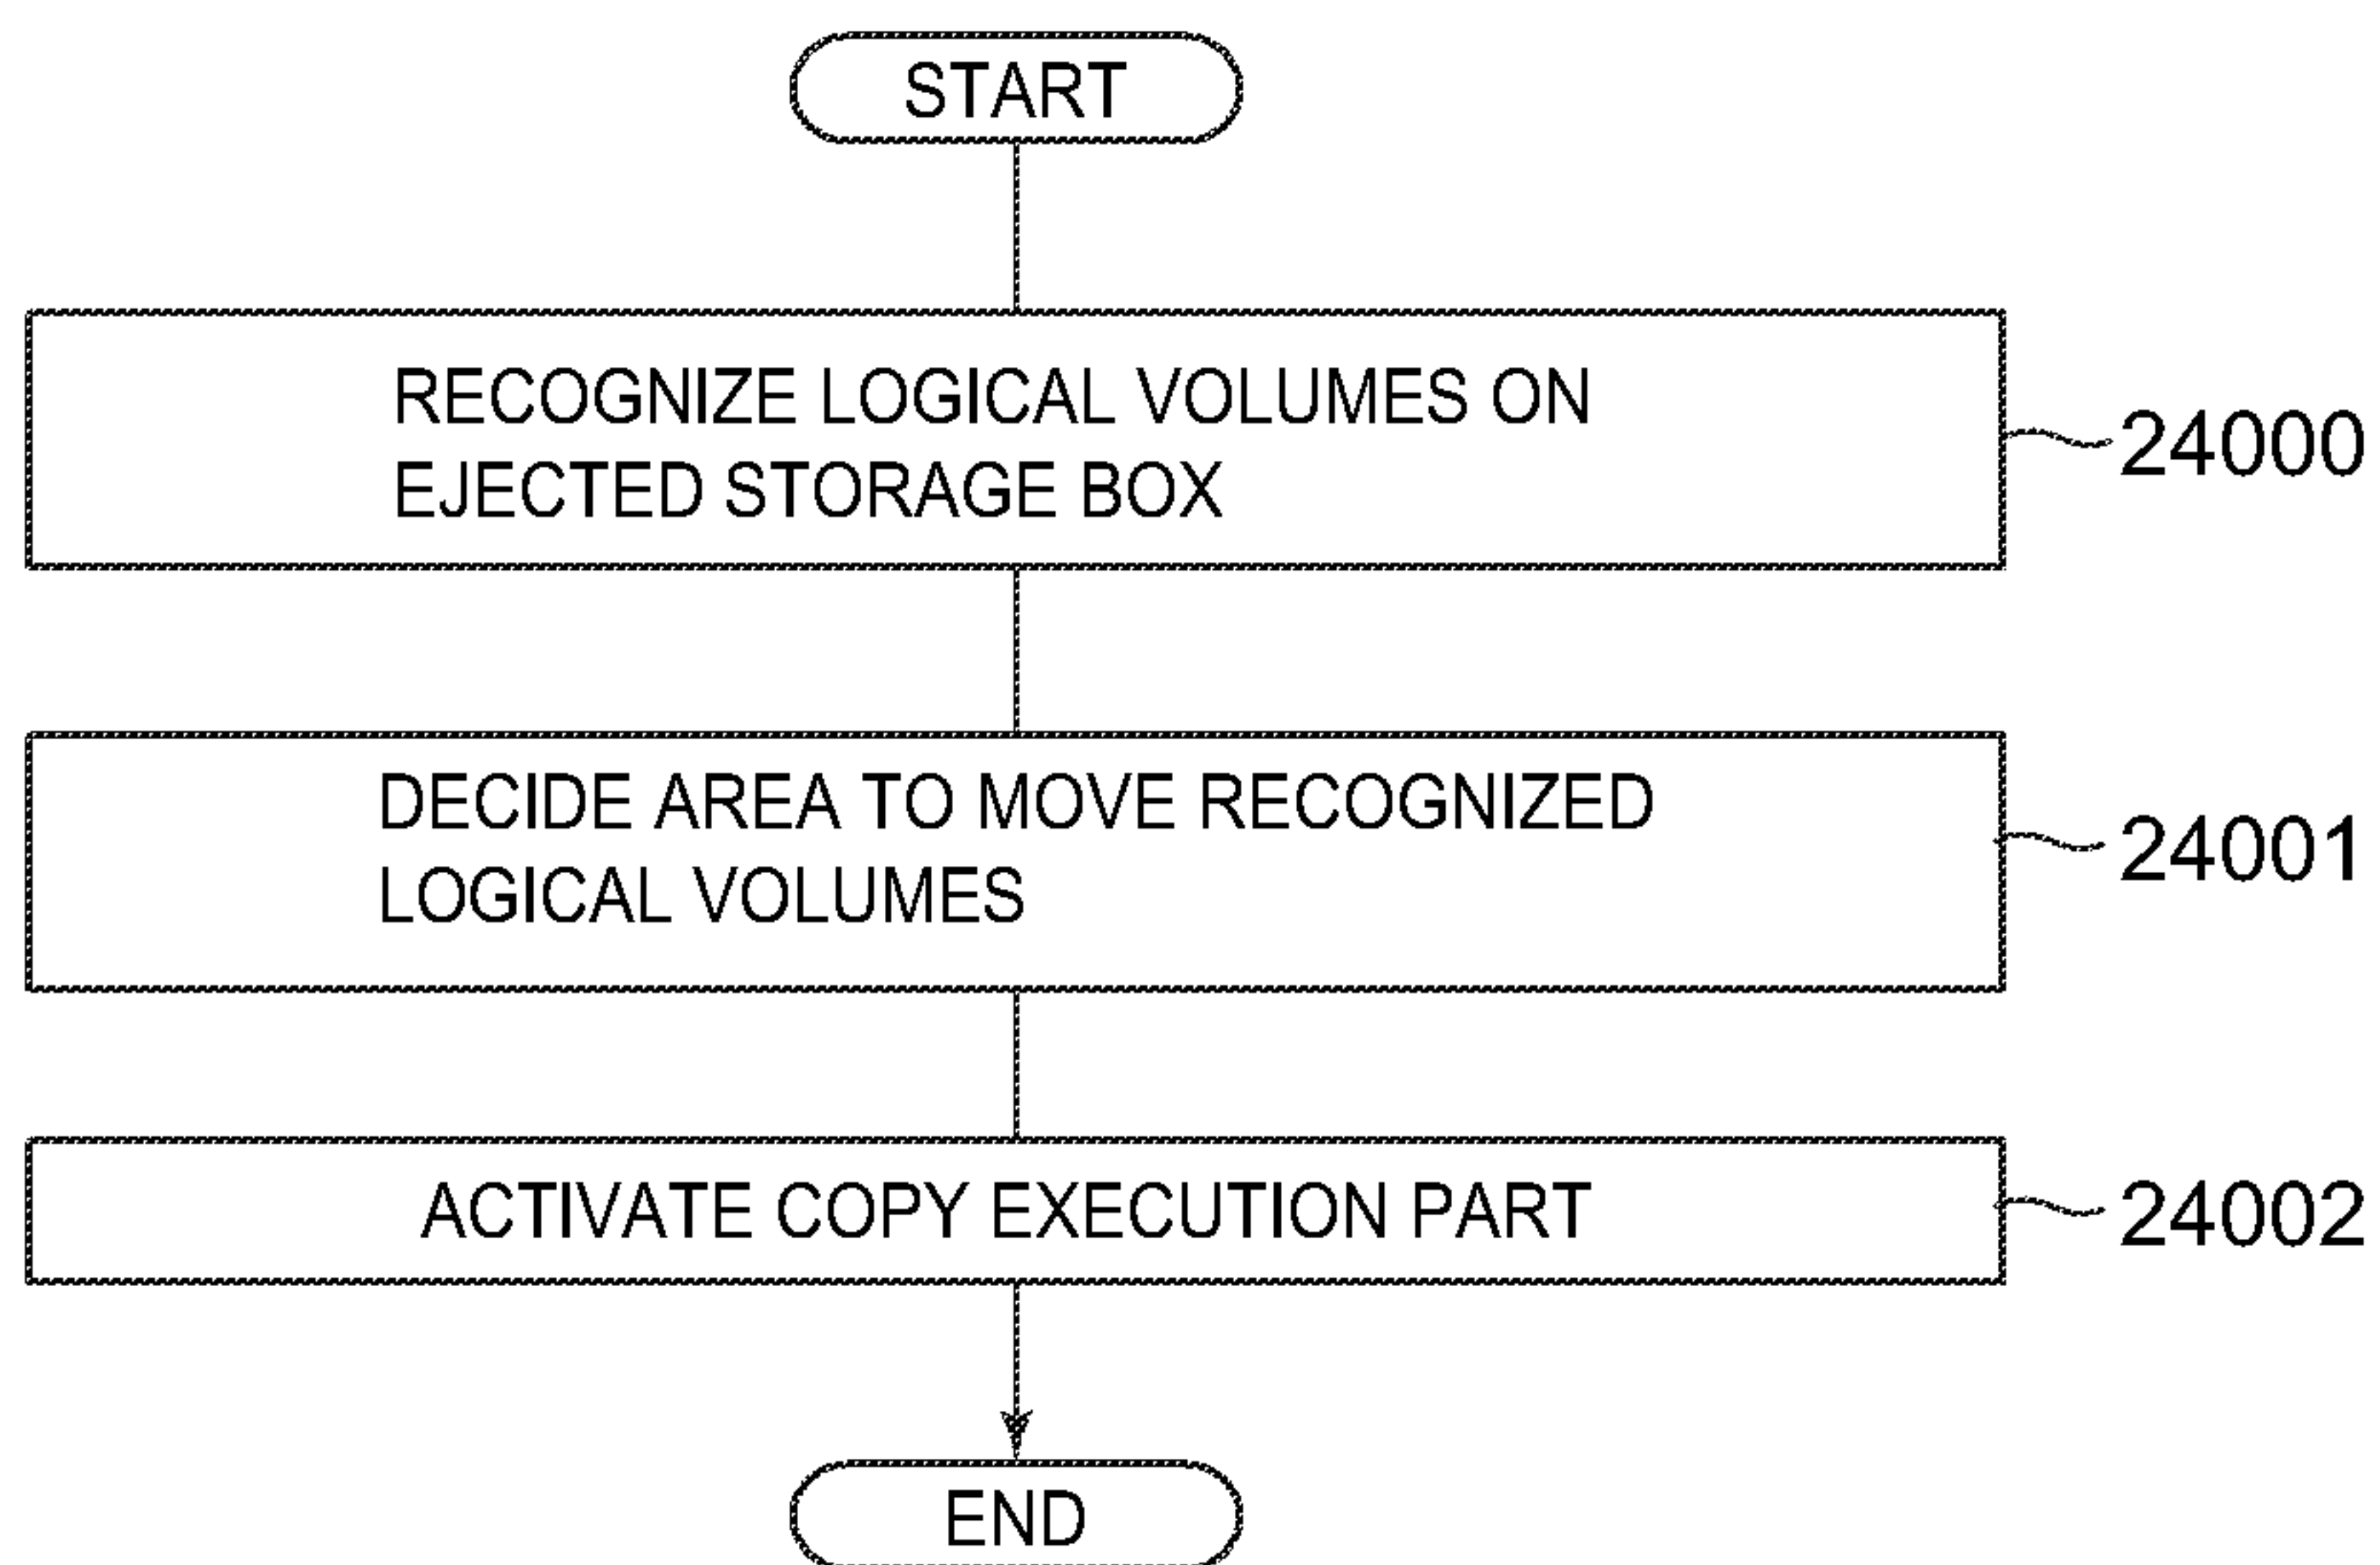 START
RECOGNIZE LOGICAL VOLUMES ON
EJECTED STORAGE BOX
24000
DECIDE AREA TO MOVE RECOGNIZED
LOGICAL VOLUMES
24001
ACTIVATE COPY EXECUTION PART
24002
END